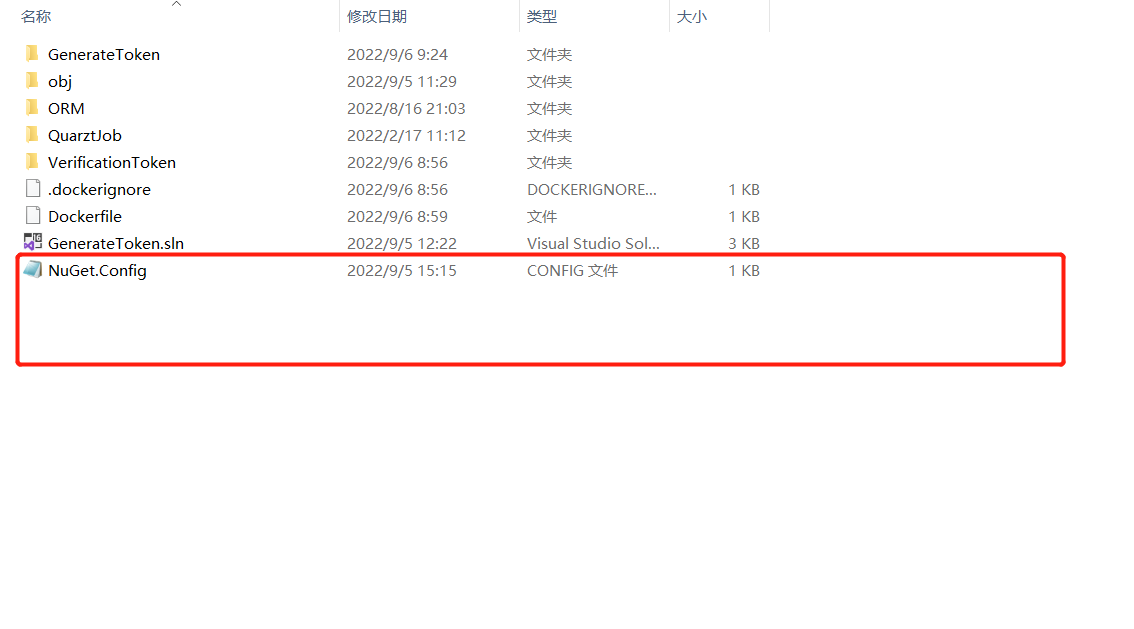 名称 修改日期 类型 大小
GenerateToken 2022/9/6 9:24 文件夹
obj 2022/9/5 11:29 文件夹
ORM 2022/8/16 21:03 文件夹
QuarztJob 2022/2/17 11:12 文件夹
VerificationToken 2022/9/6 8:56 文件夹
.dockerignore 2022/9/6 8:56 DOCKERIGNORE... 1 KB
Dockerfile 2022/9/6 8:59 文件 1 KB
GenerateToken.sln 2022/9/5 12:22 Visual Studio Sol... 3 KB
NuGet.Config 2022/9/5 15:15 CONFIG 文件 1 KB